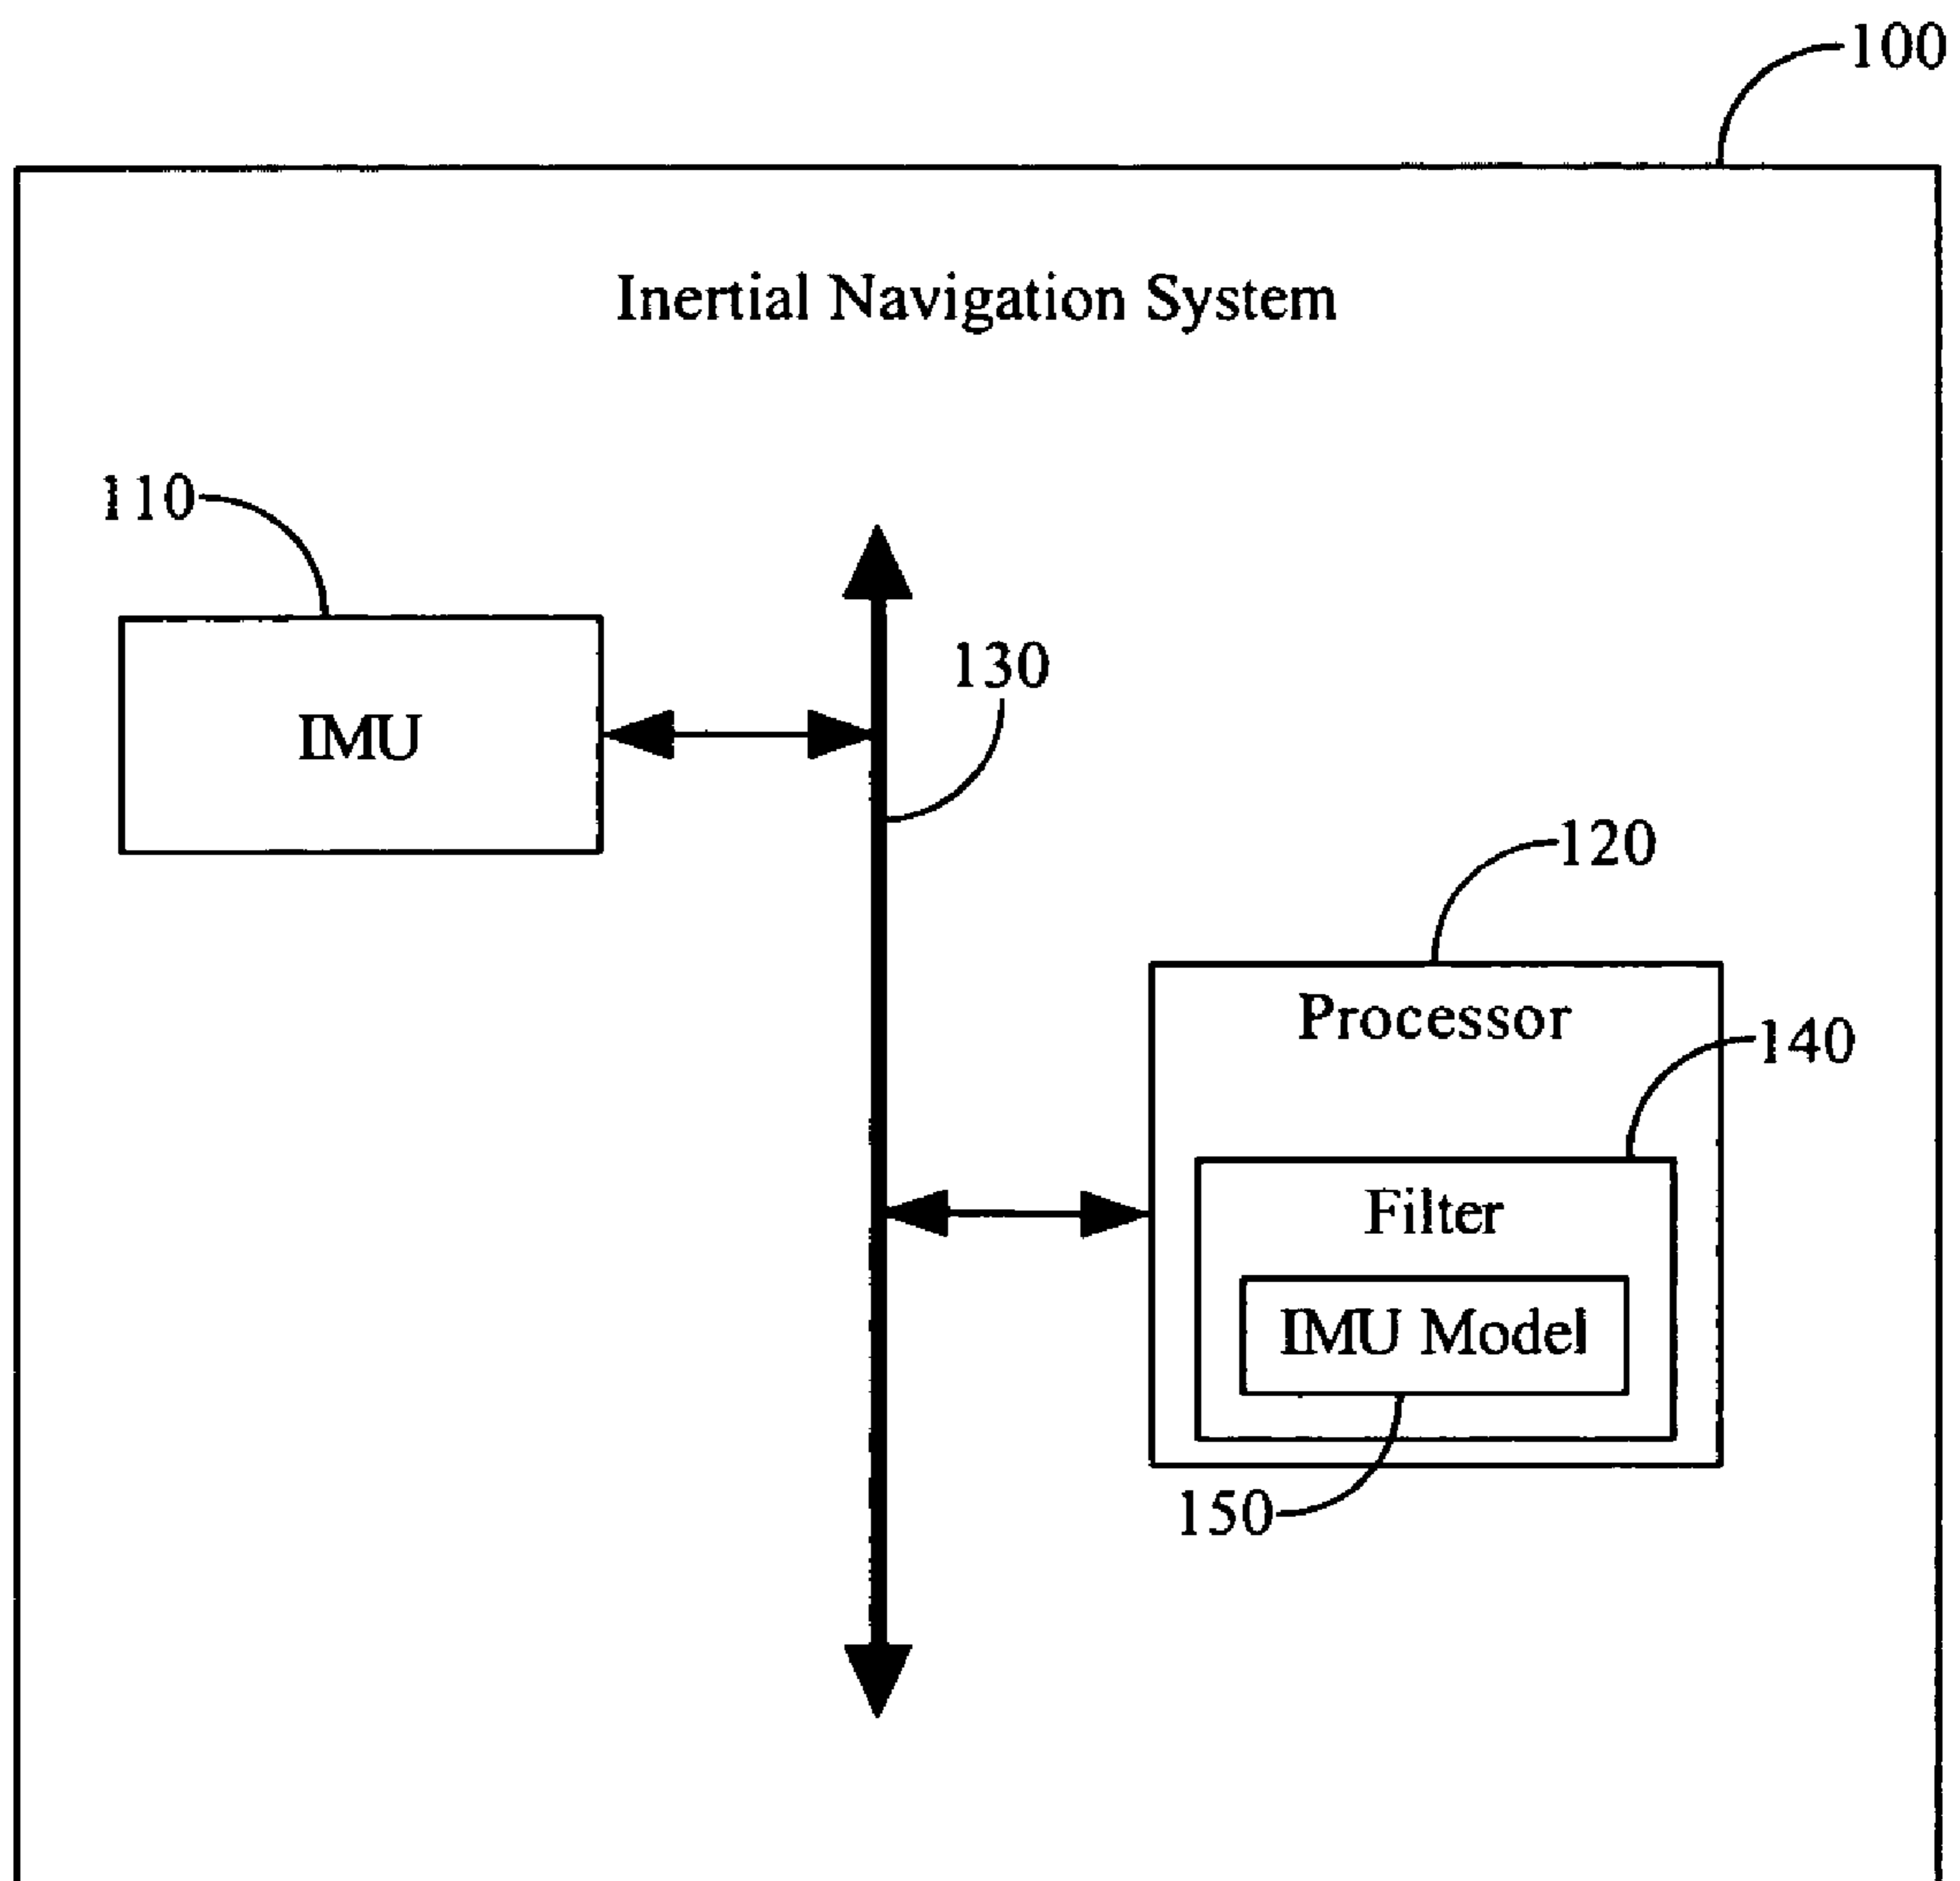 100
Inertial Navigation System
110
IMU
130
120
Processor
140
Filter
IMU Model
150